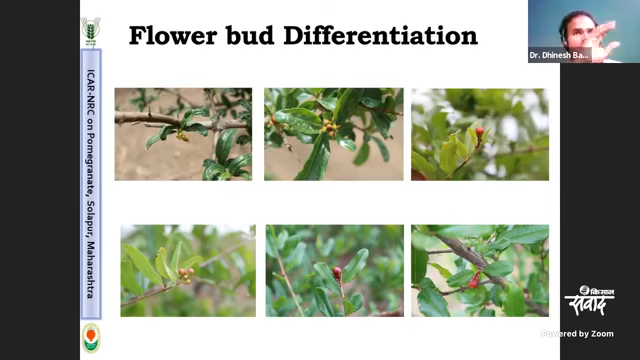 Flower bud Differentiation
Dr. Dhinesh Ba...
ICAR-NRC on Pomegranate, Solapur, Maharashtra
किसान
संवाद
Powered by Zoom